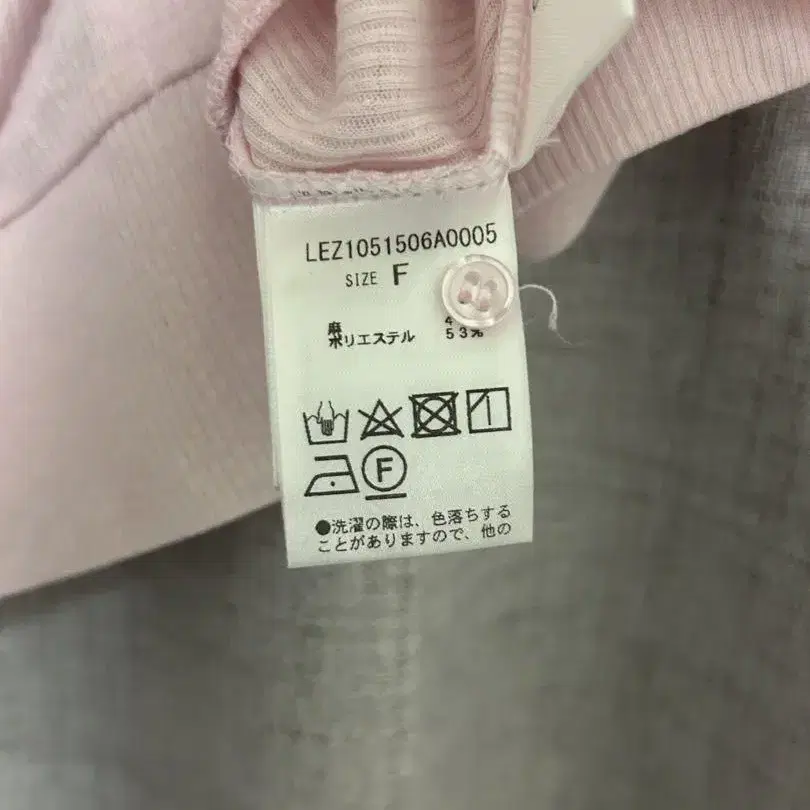 LEZ1051506A0005
SIZE F
麻 4
ポリエステル 53%
F
●洗濯の際は、色落ちする
ことがありますので、他の